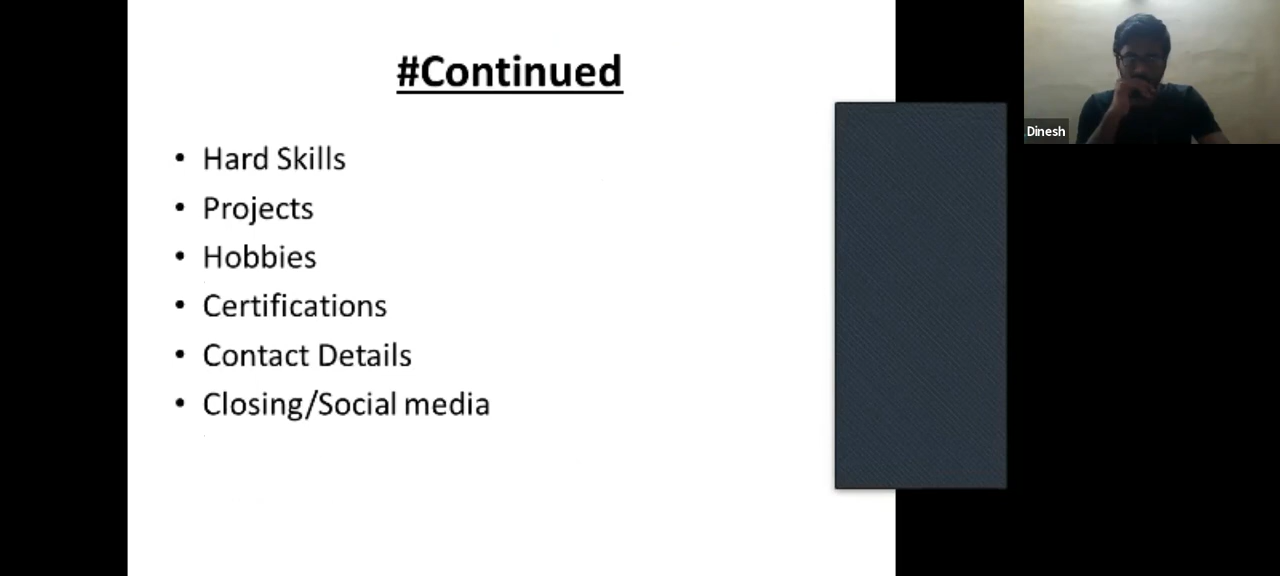 #Continued
• Hard Skills
• Projects
• Hobbies
• Certifications
• Contact Details
• Closing/Social media
Dinesh